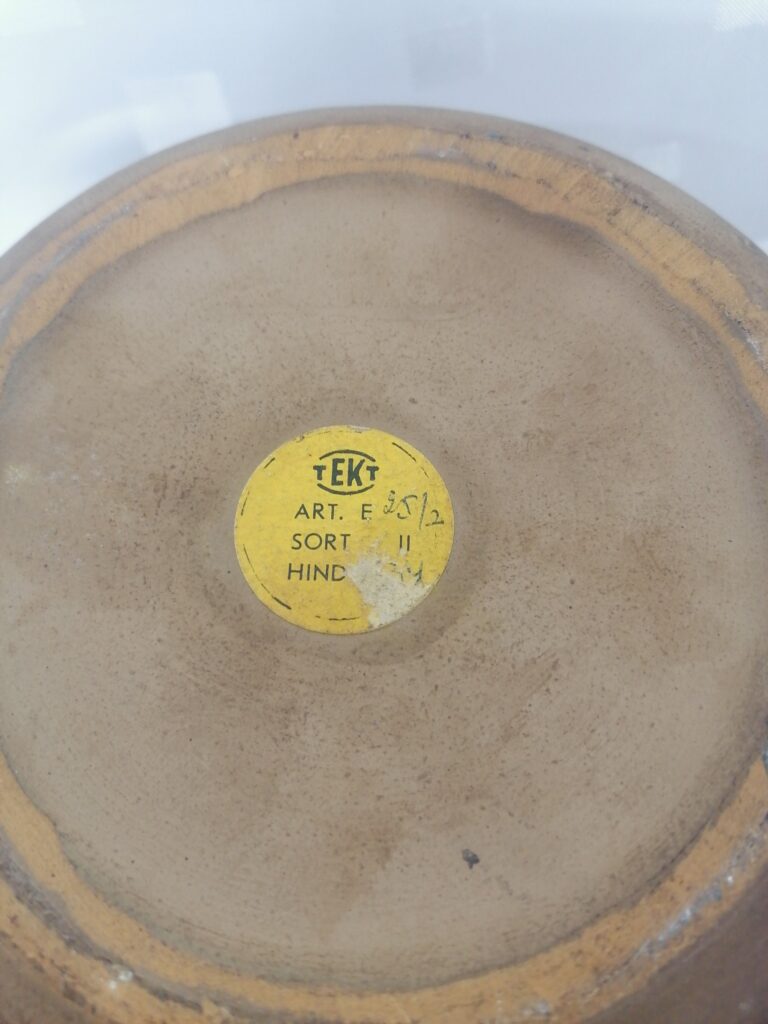 TEKT
ART. E 25/2
SORT II
HIND